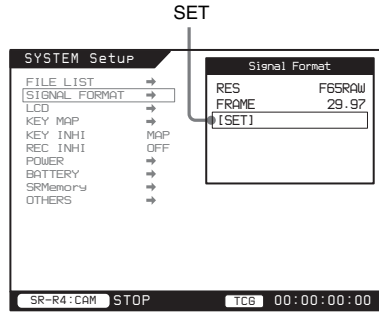 SET
SYSTEM Setup
Signal Format
FILE LIST ➡
SIGNAL FORMAT ➡
LCD ➡
KEY MAP ➡
KEY INHI MAP
REC INHI OFF
POWER ➡
BATTERY ➡
SRMemory ➡
OTHERS ➡
RES F65RAW
FRAME 29.97
[SET]
SR-R4:CAM STOP TCG 00:00:00:00